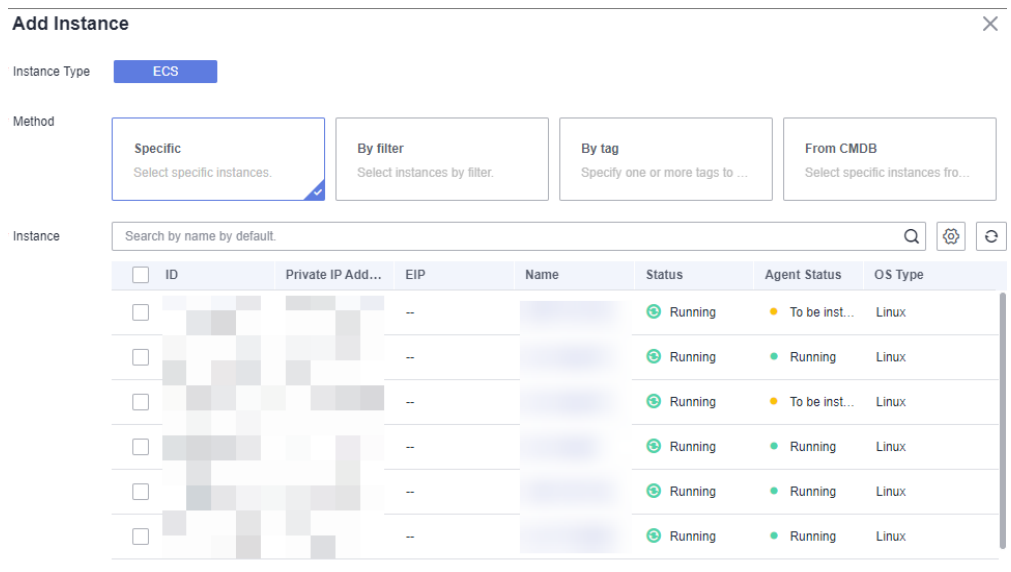 Add Instance
Instance Type ECS
Method
Specific By filter By tag From CMDB
Select specific instances. Select instances by filter. Specify one or more tags to ... Select specific instances fro...
Instance Search by name by default.
ID Private IP Add... EIP Name Status Agent Status OS Type
-- Running To be inst... Linux
-- Running Running Linux
-- Running To be inst... Linux
-- Running Running Linux
-- Running Running Linux
-- Running Running Linux